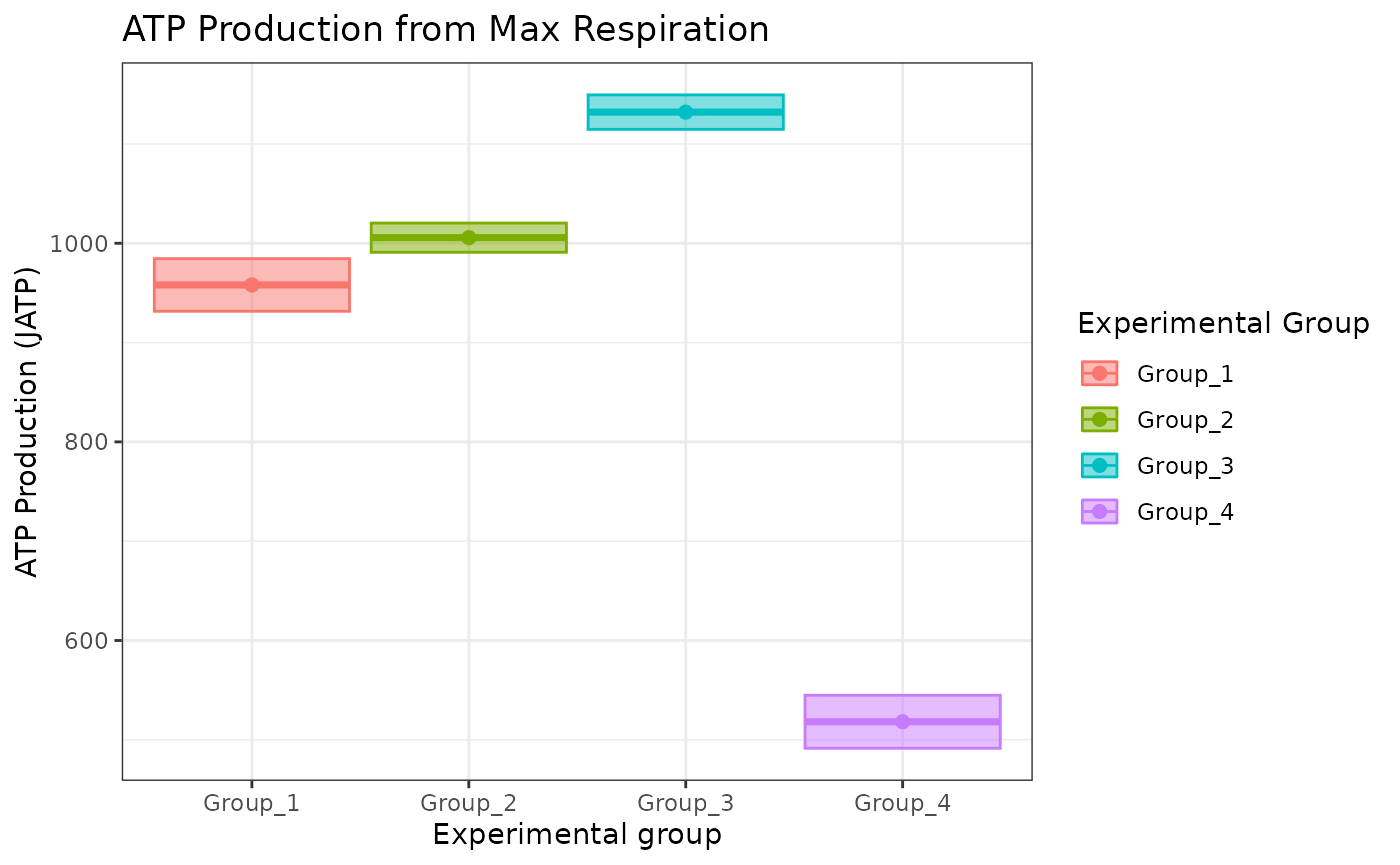 ATP Production from Max Respiration
ATP Production (JATP)
1000
800
600
Group_1 Group_2 Group_3 Group_4
Experimental group
Experimental Group
Group_1
Group_2
Group_3
Group_4